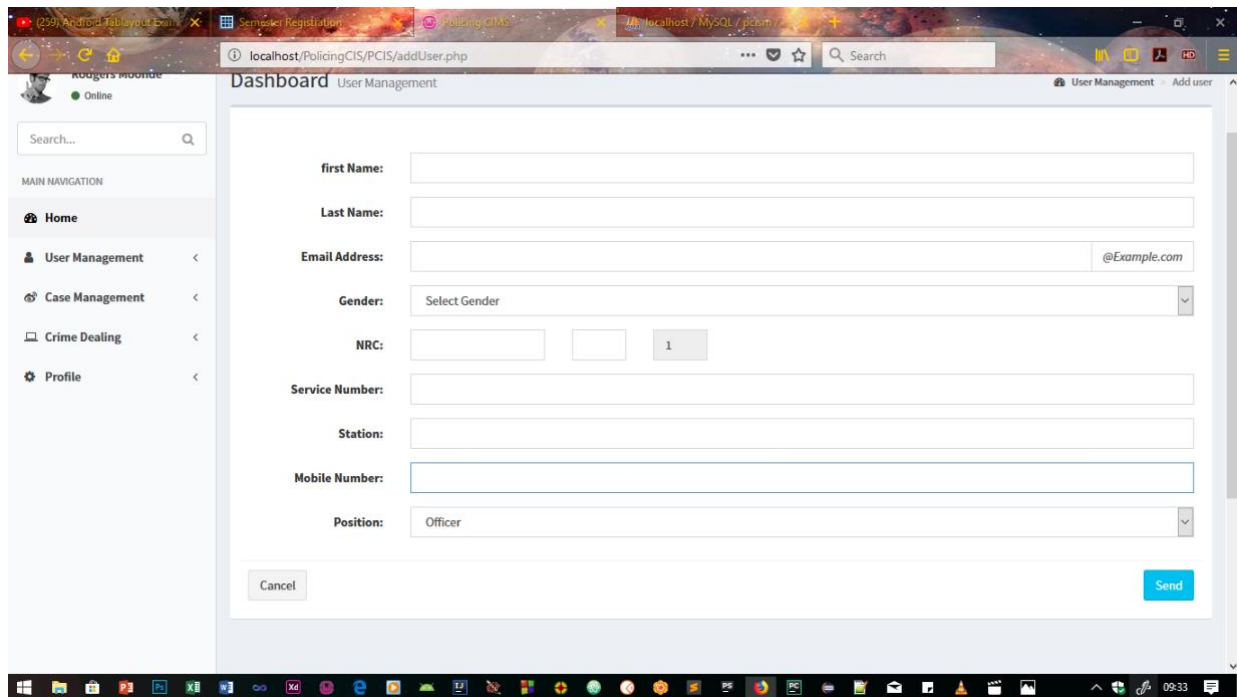 (259) Android Tablayout Exam
Semester Registration
Policing CIMS
localhost / MySQL / pcism /
localhost/PolicingCIS/PCIS/addUser.php
Search
HD
Rodgers Moonde
Online
Dashboard User Management
User Management > Add user
Search...
MAIN NAVIGATION
Home
User Management
Case Management
Crime Dealing
Profile
first Name:
Last Name:
Email Address: @Example.com
Gender: Select Gender
NRC: 1
Service Number:
Station:
Mobile Number:
Position: Officer
Cancel Send
09:33